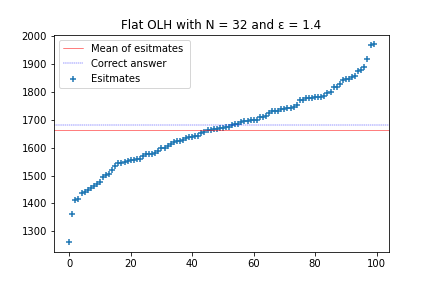 Flat OLH with N = 32 and ε = 1.4
Mean of esitmates
Correct answer
Esitmates
2000
1900
1800
1700
1600
1500
1400
1300
0 20 40 60 80 100